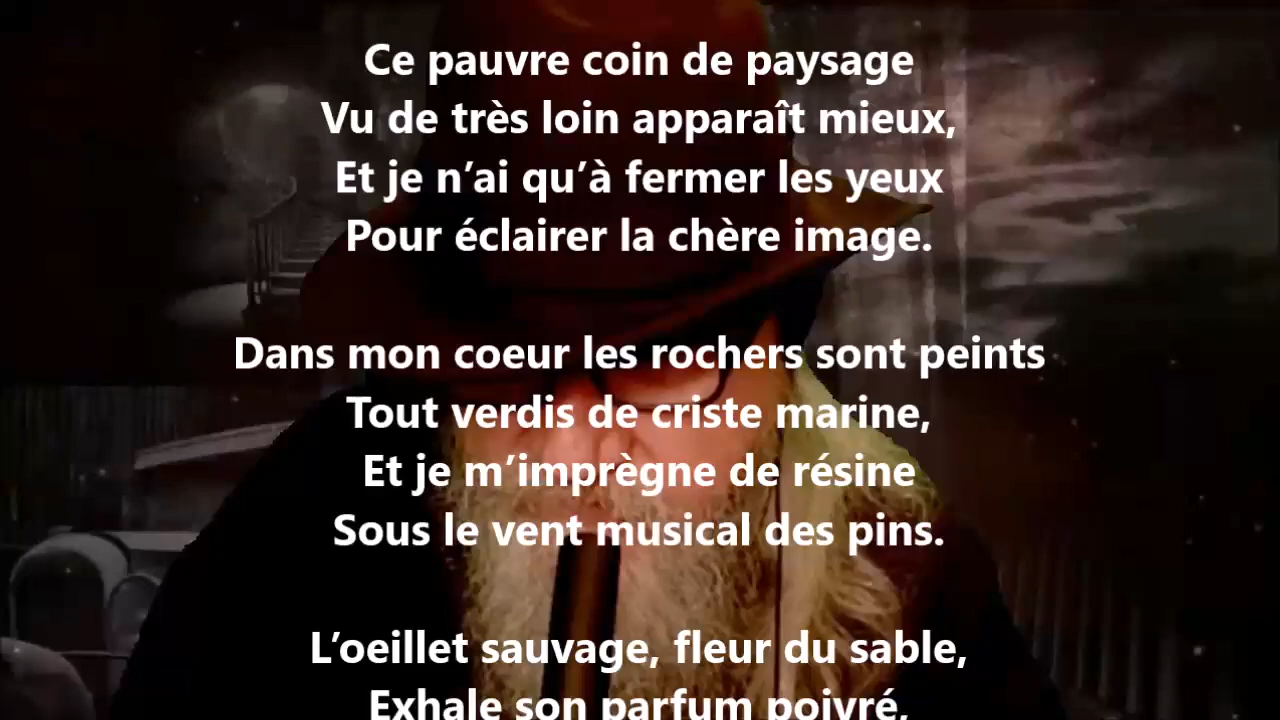 Ce pauvre coin de paysage
Vu de très loin apparaît mieux,
Et je n’ai qu’à fermer les yeux
Pour éclairer la chère image.
Dans mon coeur les rochers sont peints
Tout verdis de criste marine,
Et je m’imprègne de résine
Sous le vent musical des pins.
L’oeillet sauvage, fleur du sable,
Exhale son parfum poivré,